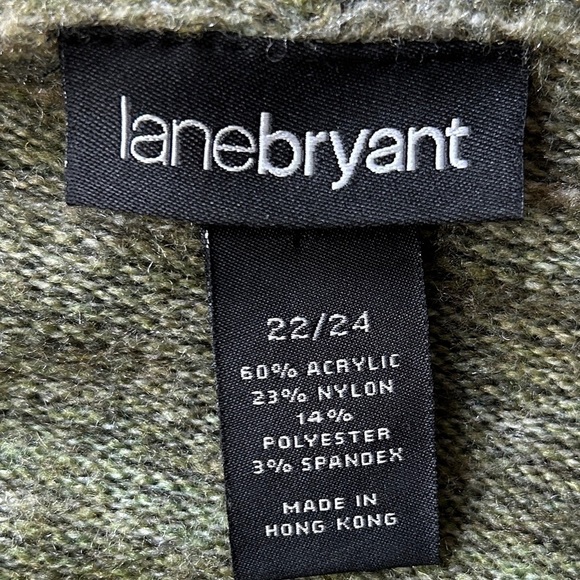 lanebryant
22/24
60% ACRYLIC
23% NYLON
14%
POLYESTER
3% SPANDEX
MADE IN
HONG KONG